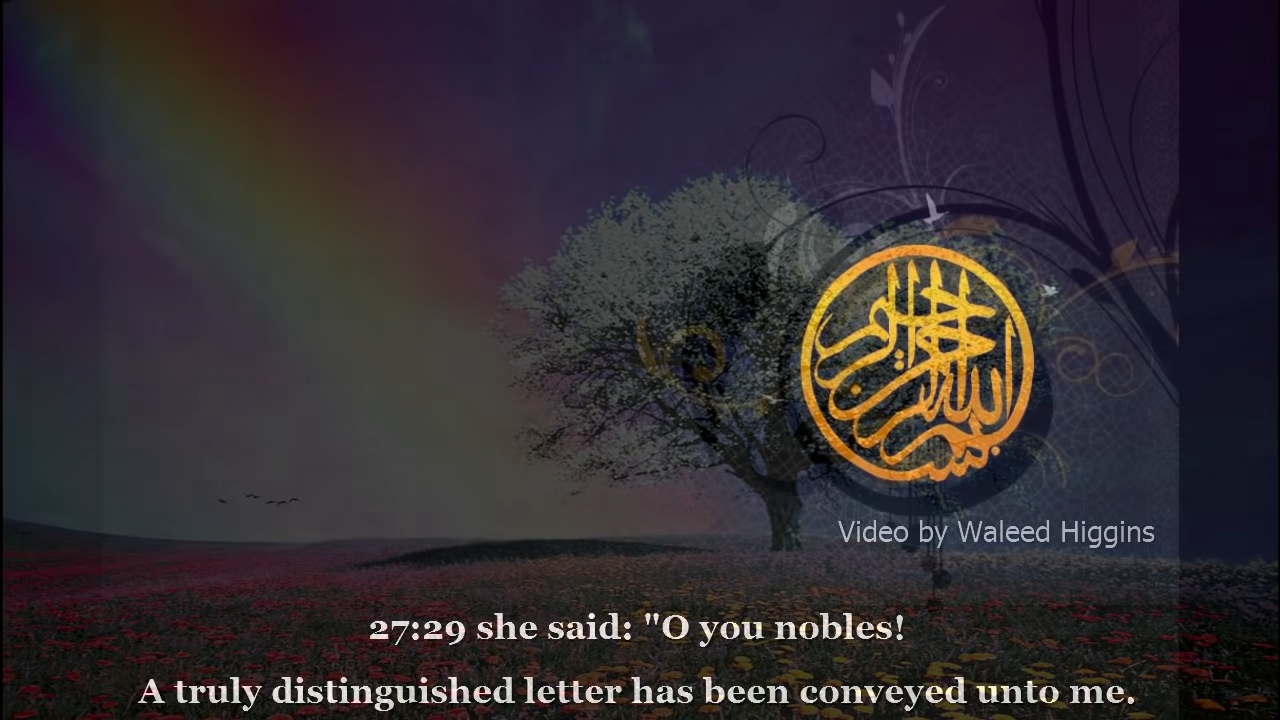 بسم الله الرحمن الرحيم
Video by Waleed Higgins
27:29 she said: "O you nobles!
A truly distinguished letter has been conveyed unto me.